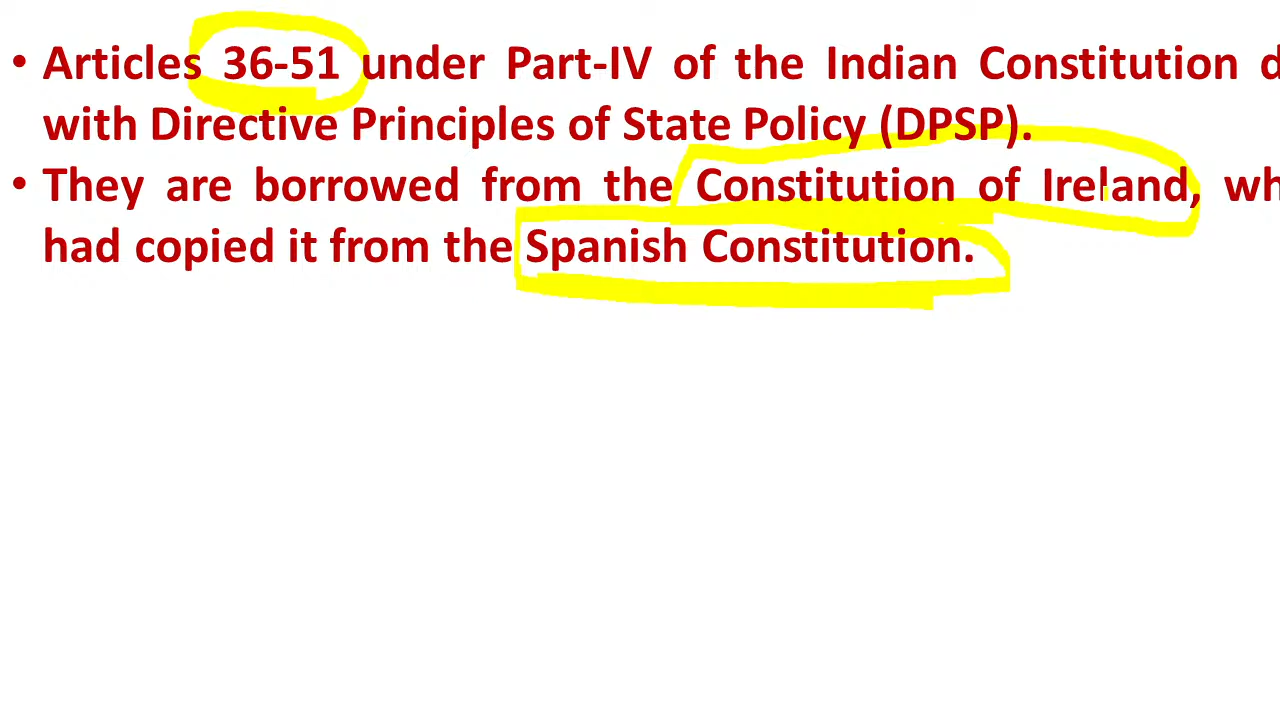 • Articles 36-51 under Part-IV of the Indian Constitution
with Directive Principles of State Policy (DPSP).
• They are borrowed from the Constitution of Ireland,
had copied it from the Spanish Constitution.